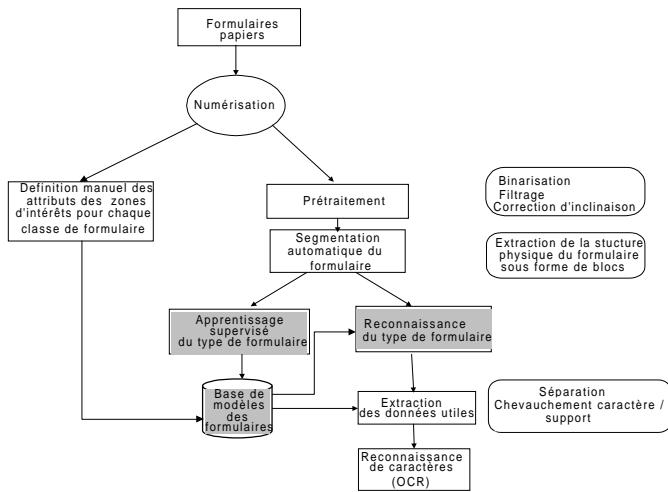 Formulaires
papiers
Numérisation
Definition manuel des
attributs des zones
d'intérêts pour chaque
classe de formulaire
Prétraitement
Binarisation
Filtrage
Correction d'inclinaison
Segmentation
automatique du
formulaire
Extraction de la stucture
physique du formulaire
sous forme de blocs
Apprentissage
supervisé
du type de formulaire
Reconnaissance
du type de formulaire
Base de
modèles
des
formulaires
Extraction
des données utiles
Séparation
Chevauchement caractère /
support
Reconnaissance
de caractères
(OCR)